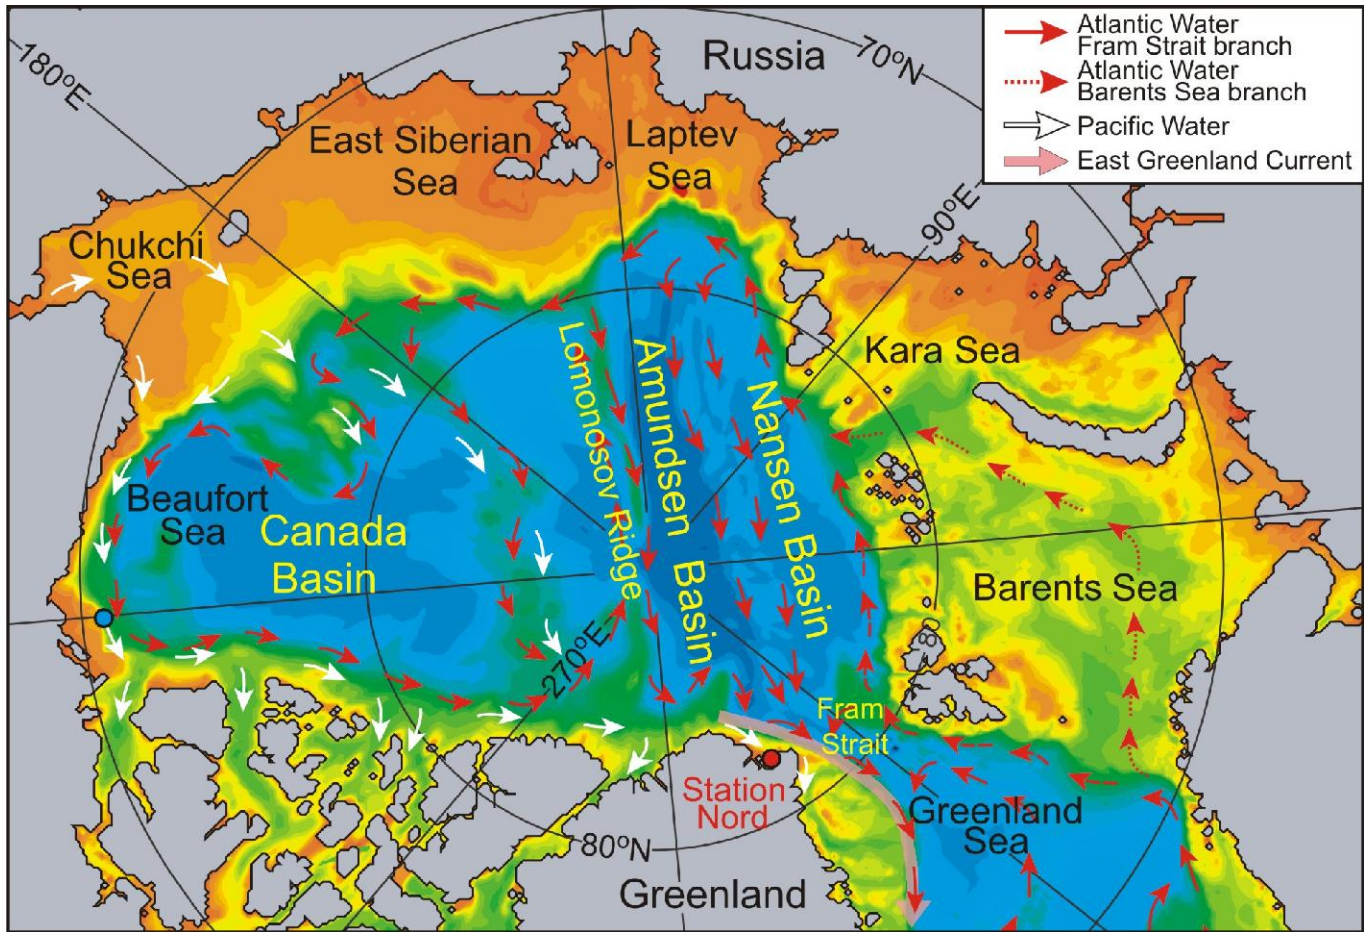 180°E
Russia
70°N
Atlantic Water
Fram Strait branch
Atlantic Water
Barents Sea branch
Pacific Water
East Greenland Current
East Siberian
Sea
Laptev
Sea
90°E
Chukchi
Sea
Kara Sea
Lomonosov Ridge
Amundsen Basin
Nansen Basin
Beaufort
Sea
Canada
Basin
Barents Sea
270°E
Fram
Strait
Station
Nord
Greenland
Sea
80°N
Greenland